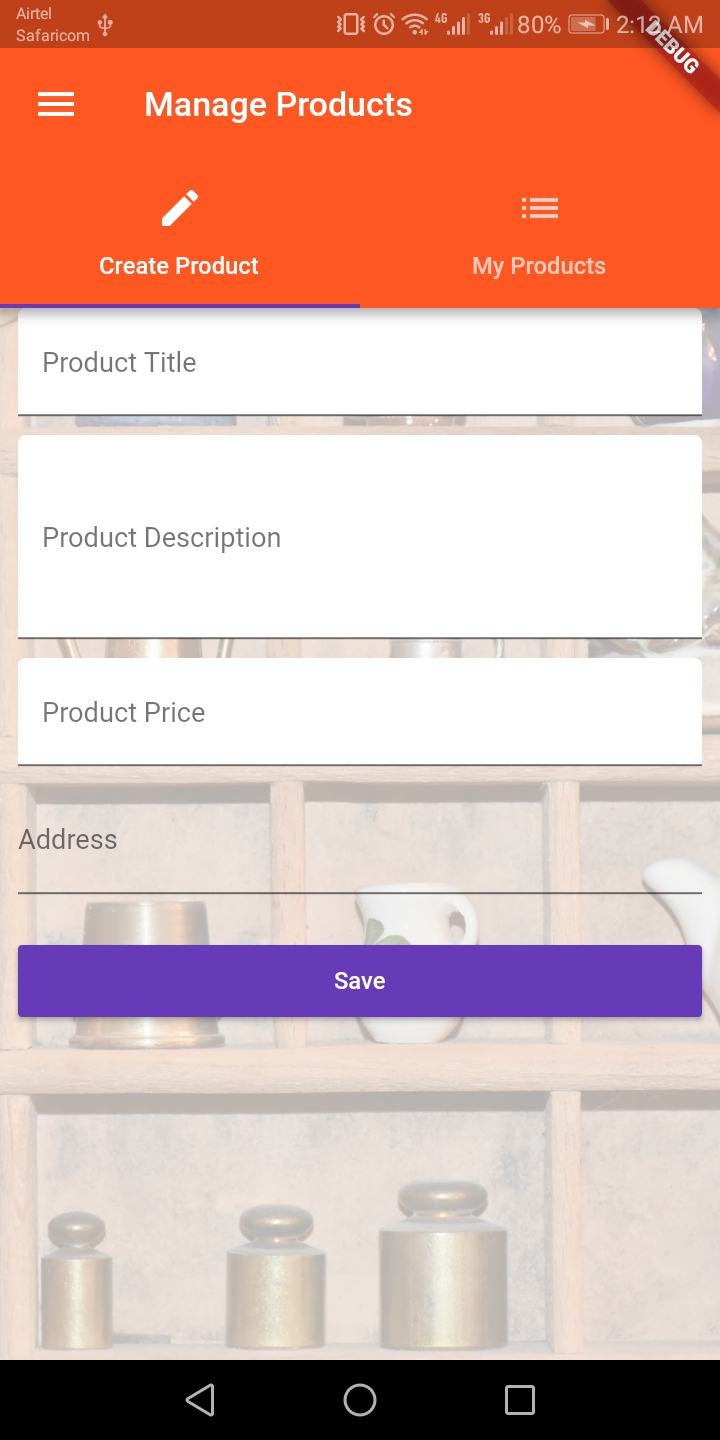 Airtel
Safaricom
4G 3G 80% 2:12 AM
DEBUG
Manage Products
Create Product
My Products
Product Title
Product Description
Product Price
Address
Save